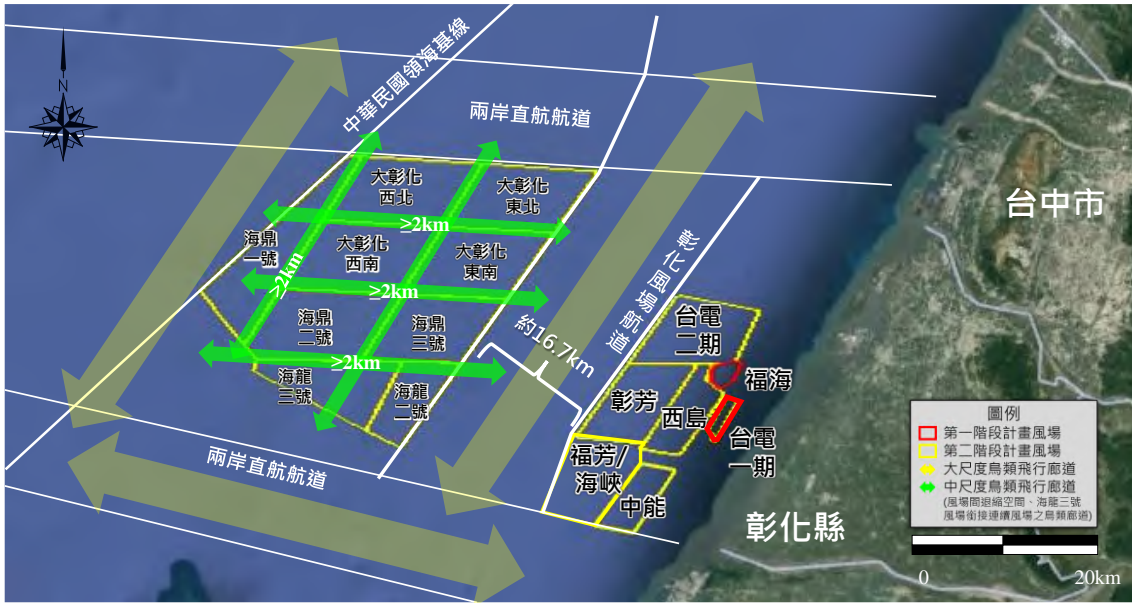 中華民國領海基線
N
兩岸直航航道
大彰化
西北
大彰化
東北
≥2km
海鼎
一號
大彰化
西南
大彰化
東南
≥2km
≥2km
海鼎
二號
海鼎
三號
≥2km
海龍
三號
海龍
二號
約16.7km
彰化風場航道
台中市
台電
二期
福海
彰芳
西島
台電
一期
福芳/
海峽
中能
兩岸直航航道
彰化縣
圖例
第一階段計畫風場
第二階段計畫風場
大尺度鳥類飛行廊道
中尺度鳥類飛行廊道
(風場間退縮空間、海龍三號
風場銜接連續風場之鳥類廊道)
0
20km